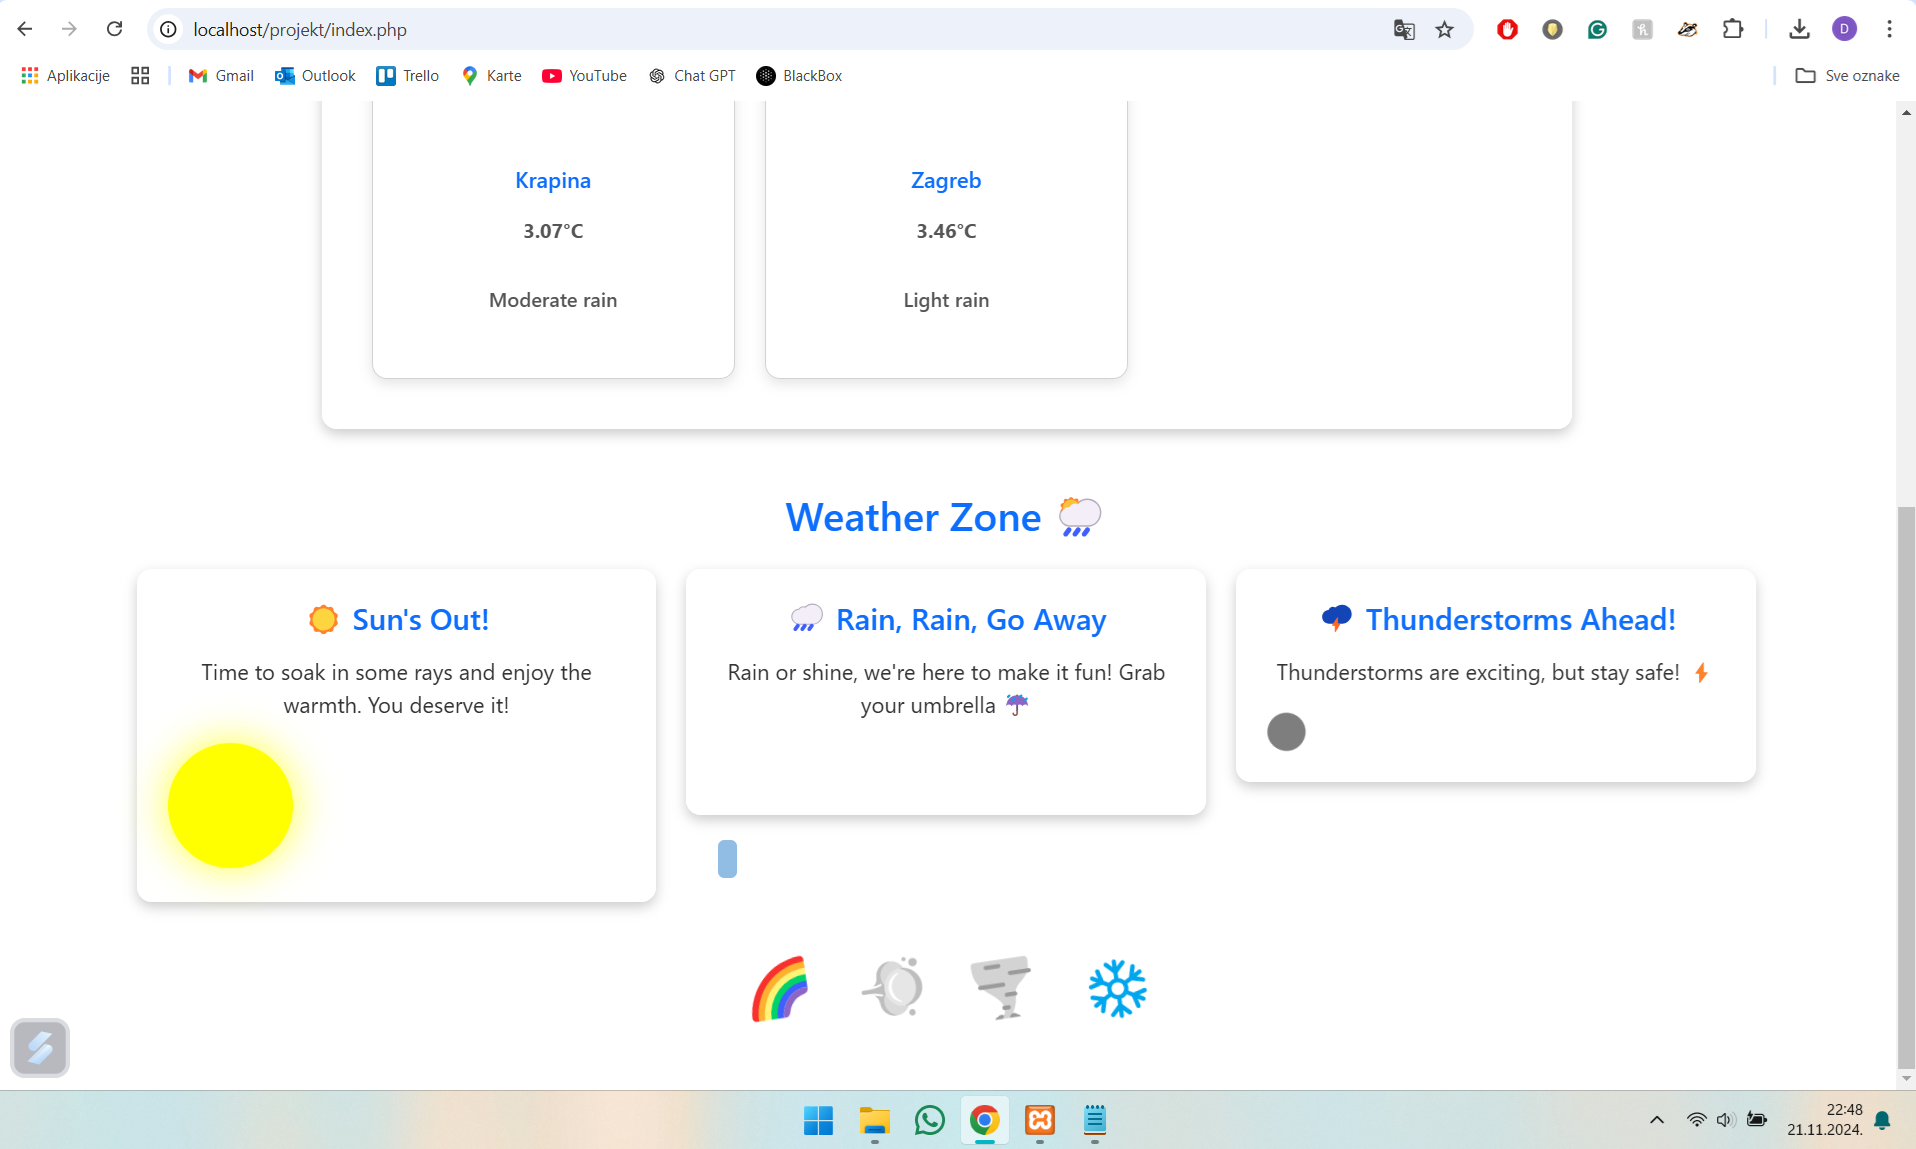 localhost/projekt/index.php
D
Aplikacije Gmail Outlook Trello Karte YouTube Chat GPT BlackBox Sve oznake
Krapina
3.07°C
Moderate rain
Zagreb
3.46°C
Light rain
Weather Zone
Sun's Out!
Time to soak in some rays and enjoy the
warmth. You deserve it!
Rain, Rain, Go Away
Rain or shine, we're here to make it fun! Grab
your umbrella
Thunderstorms Ahead!
Thunderstorms are exciting, but stay safe!
22:48
21.11.2024.